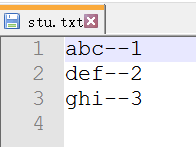 stu.txt
1 abc--1
2 def--2
3 ghi--3
4